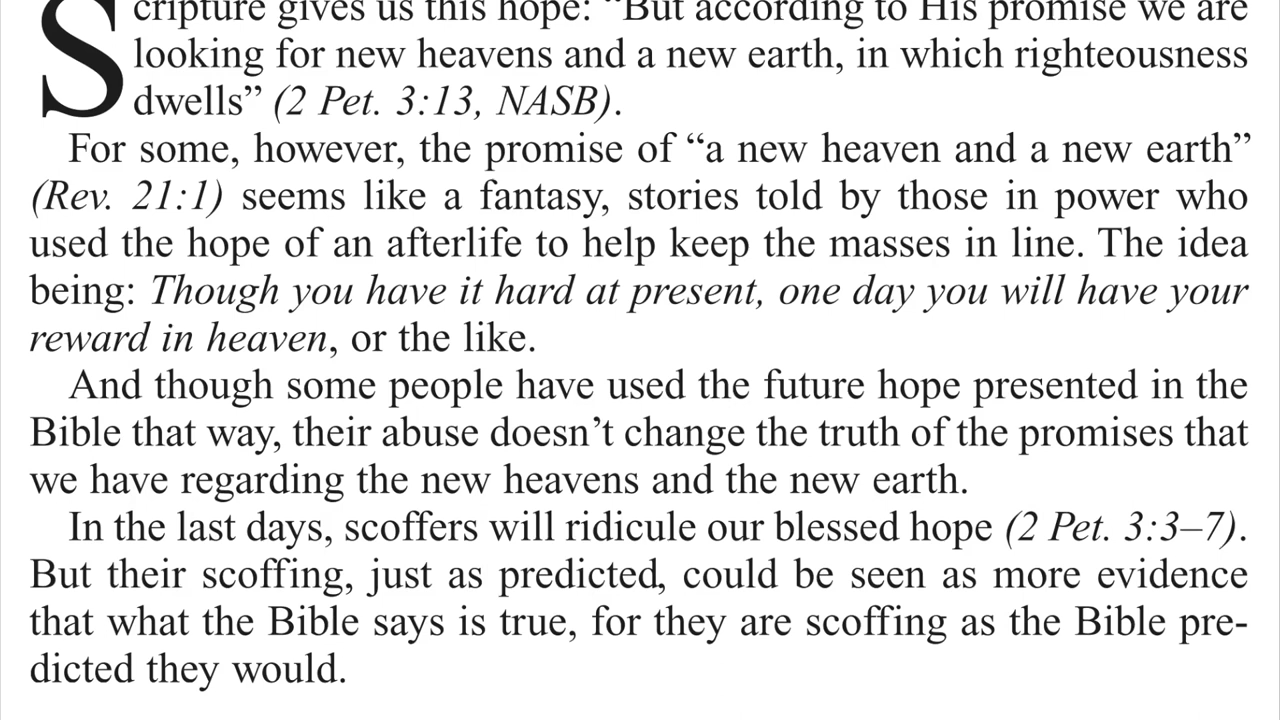 Scripture gives us this hope: “But according to His promise we are
looking for new heavens and a new earth, in which righteousness
dwells” (2 Pet. 3:13, NASB).
For some, however, the promise of “a new heaven and a new earth”
(Rev. 21:1) seems like a fantasy, stories told by those in power who
used the hope of an afterlife to help keep the masses in line. The idea
being: Though you have it hard at present, one day you will have your
reward in heaven, or the like.
And though some people have used the future hope presented in the
Bible that way, their abuse doesn’t change the truth of the promises that
we have regarding the new heavens and the new earth.
In the last days, scoffers will ridicule our blessed hope (2 Pet. 3:3–7).
But their scoffing, just as predicted, could be seen as more evidence
that what the Bible says is true, for they are scoffing as the Bible pre-
dicted they would.